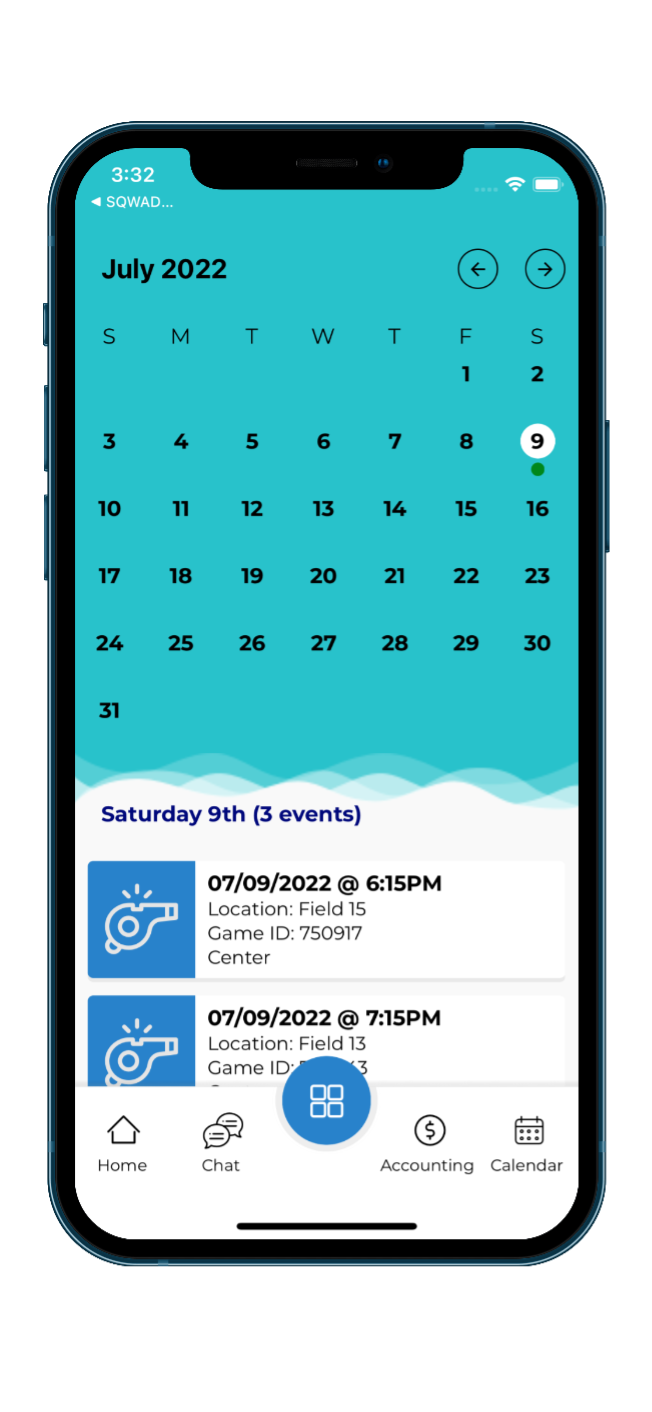 3:32
◀ SQWAD...
July 2022
S M T W T F S
1 2
3 4 5 6 7 8 9
10 11 12 13 14 15 16
17 18 19 20 21 22 23
24 25 26 27 28 29 30
31
Saturday 9th (3 events)
07/09/2022 @ 6:15PM
Location: Field 15
Game ID: 750917
Center
07/09/2022 @ 7:15PM
Location: Field 13
Game ID:
Home Chat Accounting Calendar